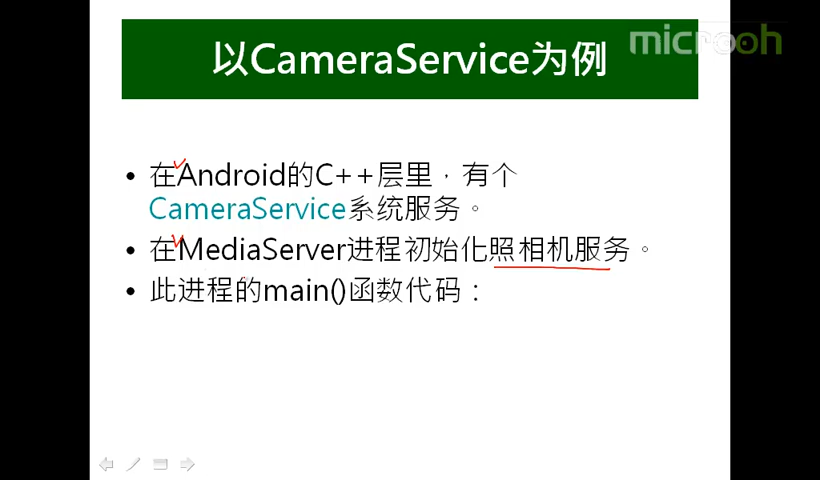 microoh
以CameraService为例
• 在Android的C++层里，有个
CameraService系统服务。
• 在MediaServer进程初始化照相机服务。
• 此进程的main()函数代码：